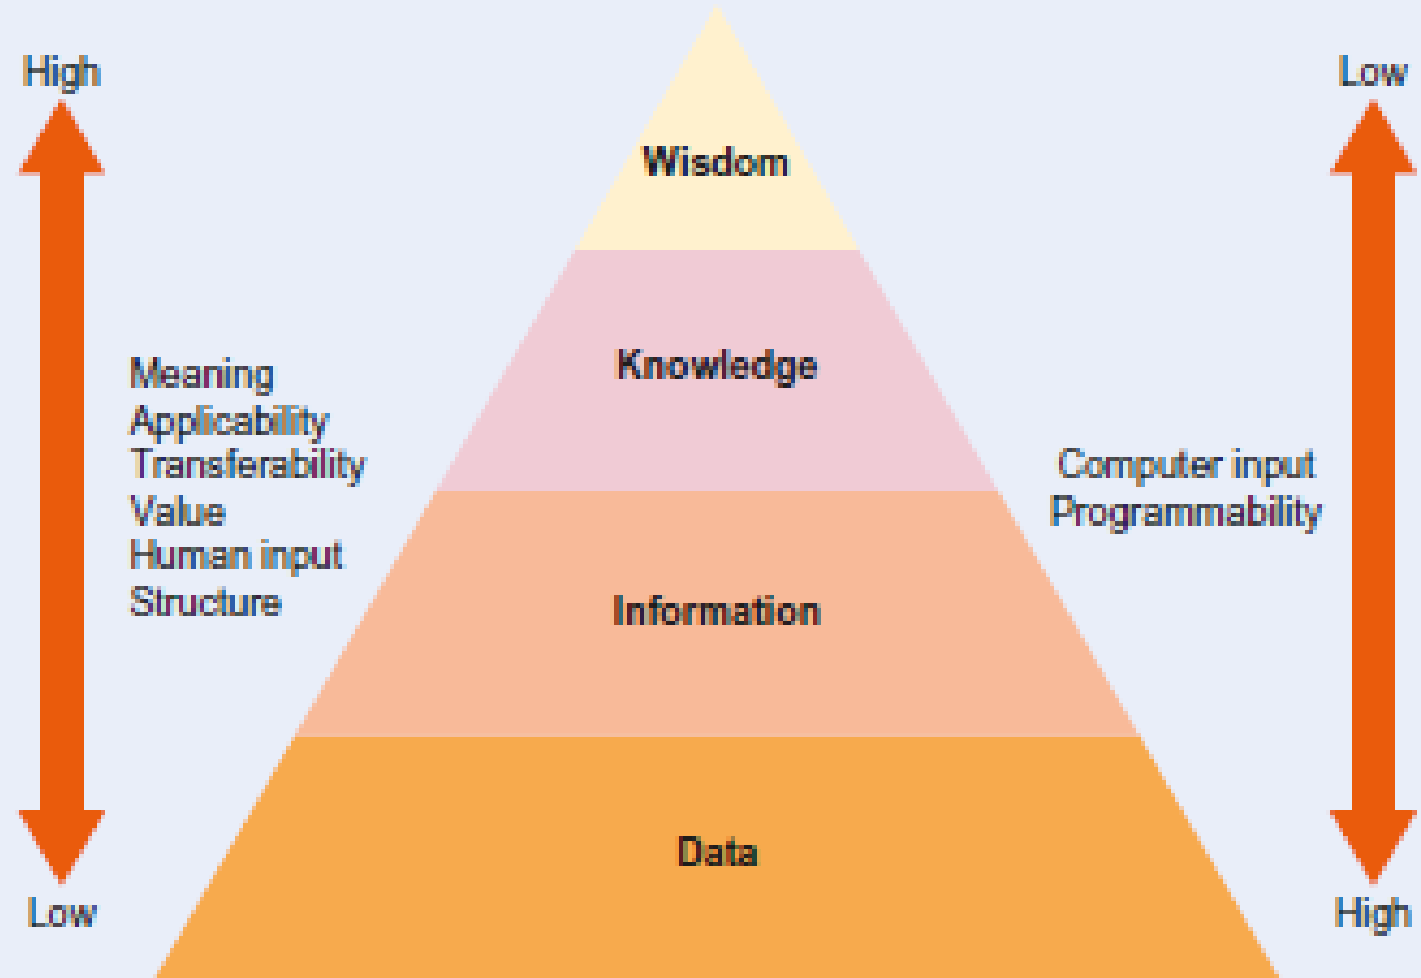 High
Low
Wisdom
Knowledge
Meaning
Applicability
Transferability
Value
Human input
Structure
Computer input
Programmability
Information
Data
Low
High